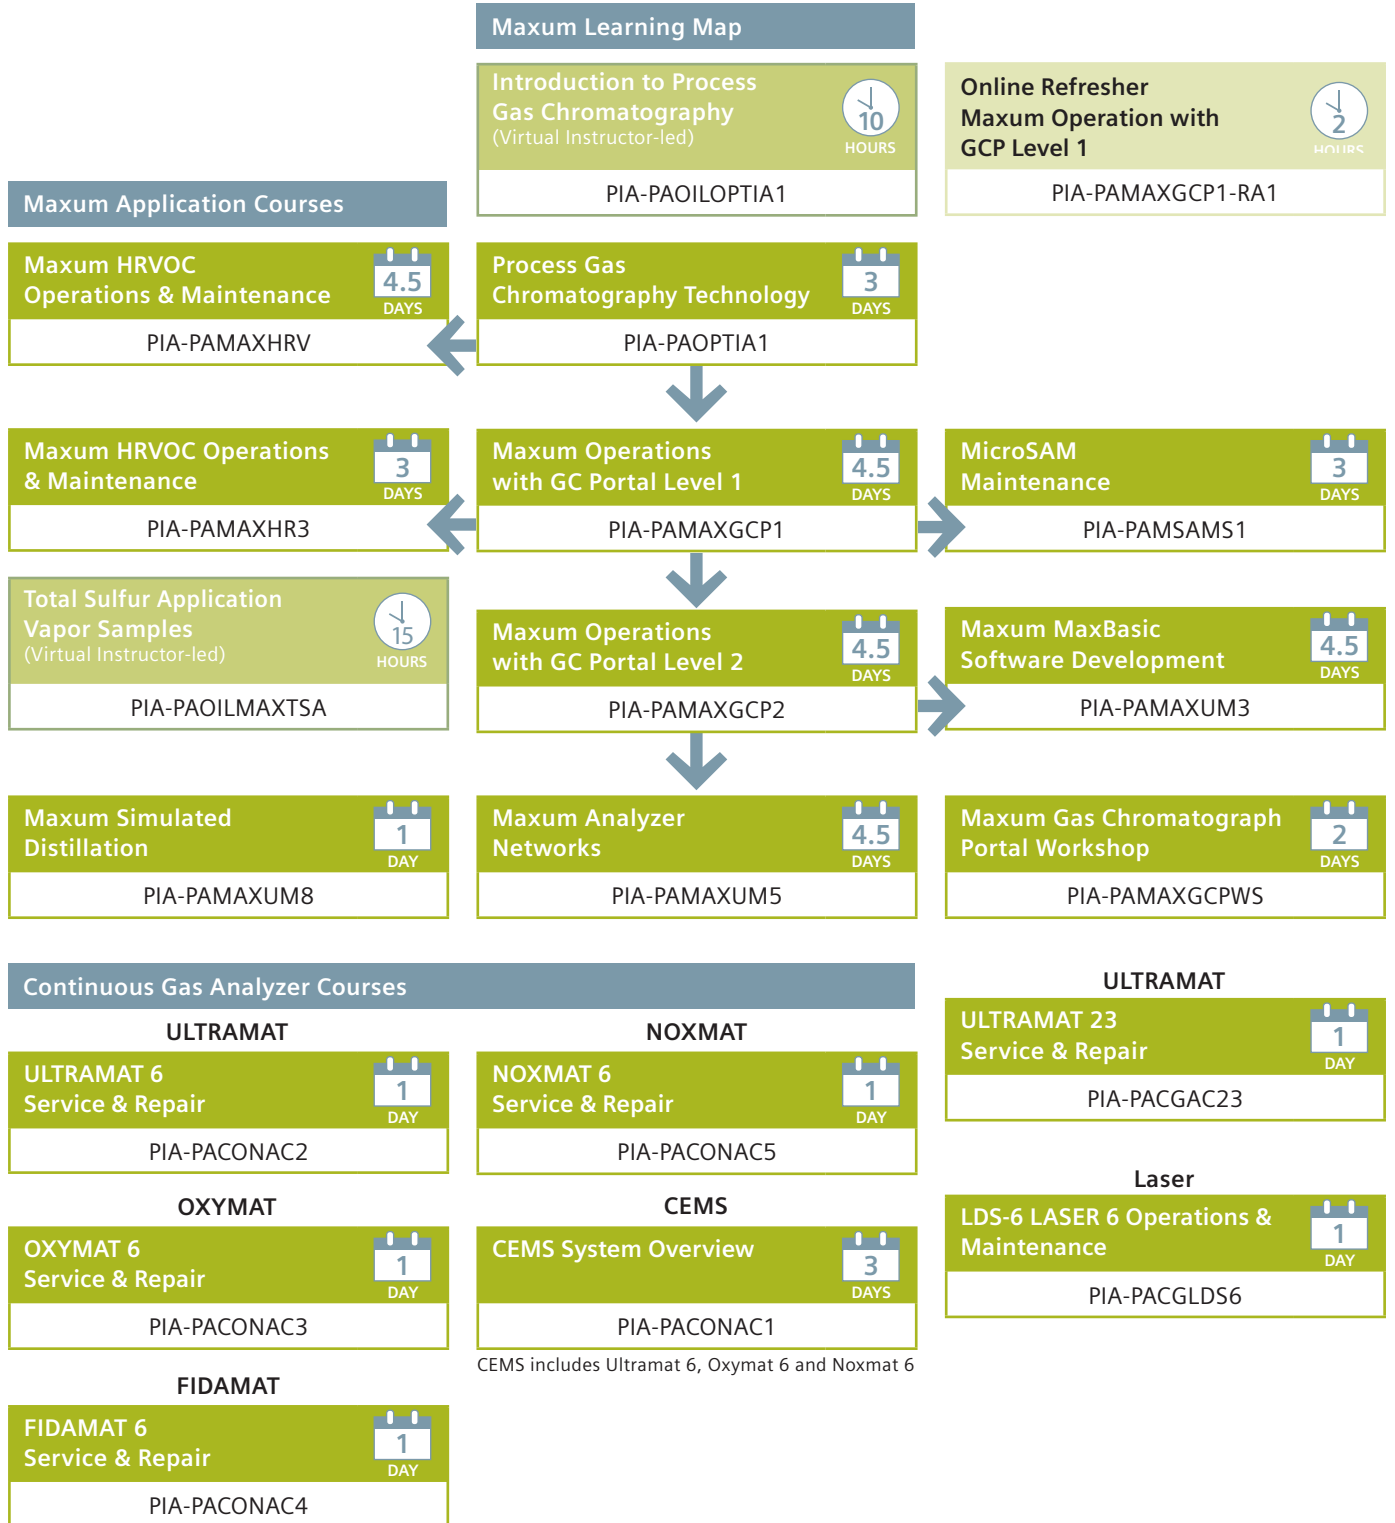 Maxum Learning Map
Introduction to Process
Gas Chromatography
(Virtual Instructor-led)
10
HOURS
PIA-PAOILOPTIA1
Online Refresher
Maxum Operation with
GCP Level 1
2
HOURS
PIA-PAMAXGCP1-RA1
Maxum Application Courses
Maxum HRVOC
Operations & Maintenance
4.5
DAYS
PIA-PAMAXHRV
Process Gas
Chromatography Technology
3
DAYS
PIA-PAOPTIA1
Maxum HRVOC Operations
& Maintenance
3
DAYS
PIA-PAMAXHR3
Maxum Operations
with GC Portal Level 1
4.5
DAYS
PIA-PAMAXGCP1
MicroSAM
Maintenance
3
DAYS
PIA-PAMSAMS1
Total Sulfur Application
Vapor Samples
(Virtual Instructor-led)
15
HOURS
PIA-PAOILMAXTSA
Maxum Operations
with GC Portal Level 2
4.5
DAYS
PIA-PAMAXGCP2
Maxum MaxBasic
Software Development
4.5
DAYS
PIA-PAMAXUM3
Maxum Simulated
Distillation
1
DAY
PIA-PAMAXUM8
Maxum Analyzer
Networks
4.5
DAYS
PIA-PAMAXUM5
Maxum Gas Chromatograph
Portal Workshop
2
DAYS
PIA-PAMAXGCPWS
Continuous Gas Analyzer Courses
ULTRAMAT
ULTRAMAT 6
Service & Repair
1
DAY
PIA-PACONAC2
NOXMAT
NOXMAT 6
Service & Repair
1
DAY
PIA-PACONAC5
ULTRAMAT
ULTRAMAT 23
Service & Repair
1
DAY
PIA-PACGAC23
OXYMAT
OXYMAT 6
Service & Repair
1
DAY
PIA-PACONAC3
CEMS
CEMS System Overview
3
DAYS
PIA-PACONAC1
CEMS includes Ultramat 6, Oxymat 6 and Noxmat 6
Laser
LDS-6 LASER 6 Operations &
Maintenance
1
DAY
PIA-PACGLDS6
FIDAMAT
FIDAMAT 6
Service & Repair
1
DAY
PIA-PACONAC4